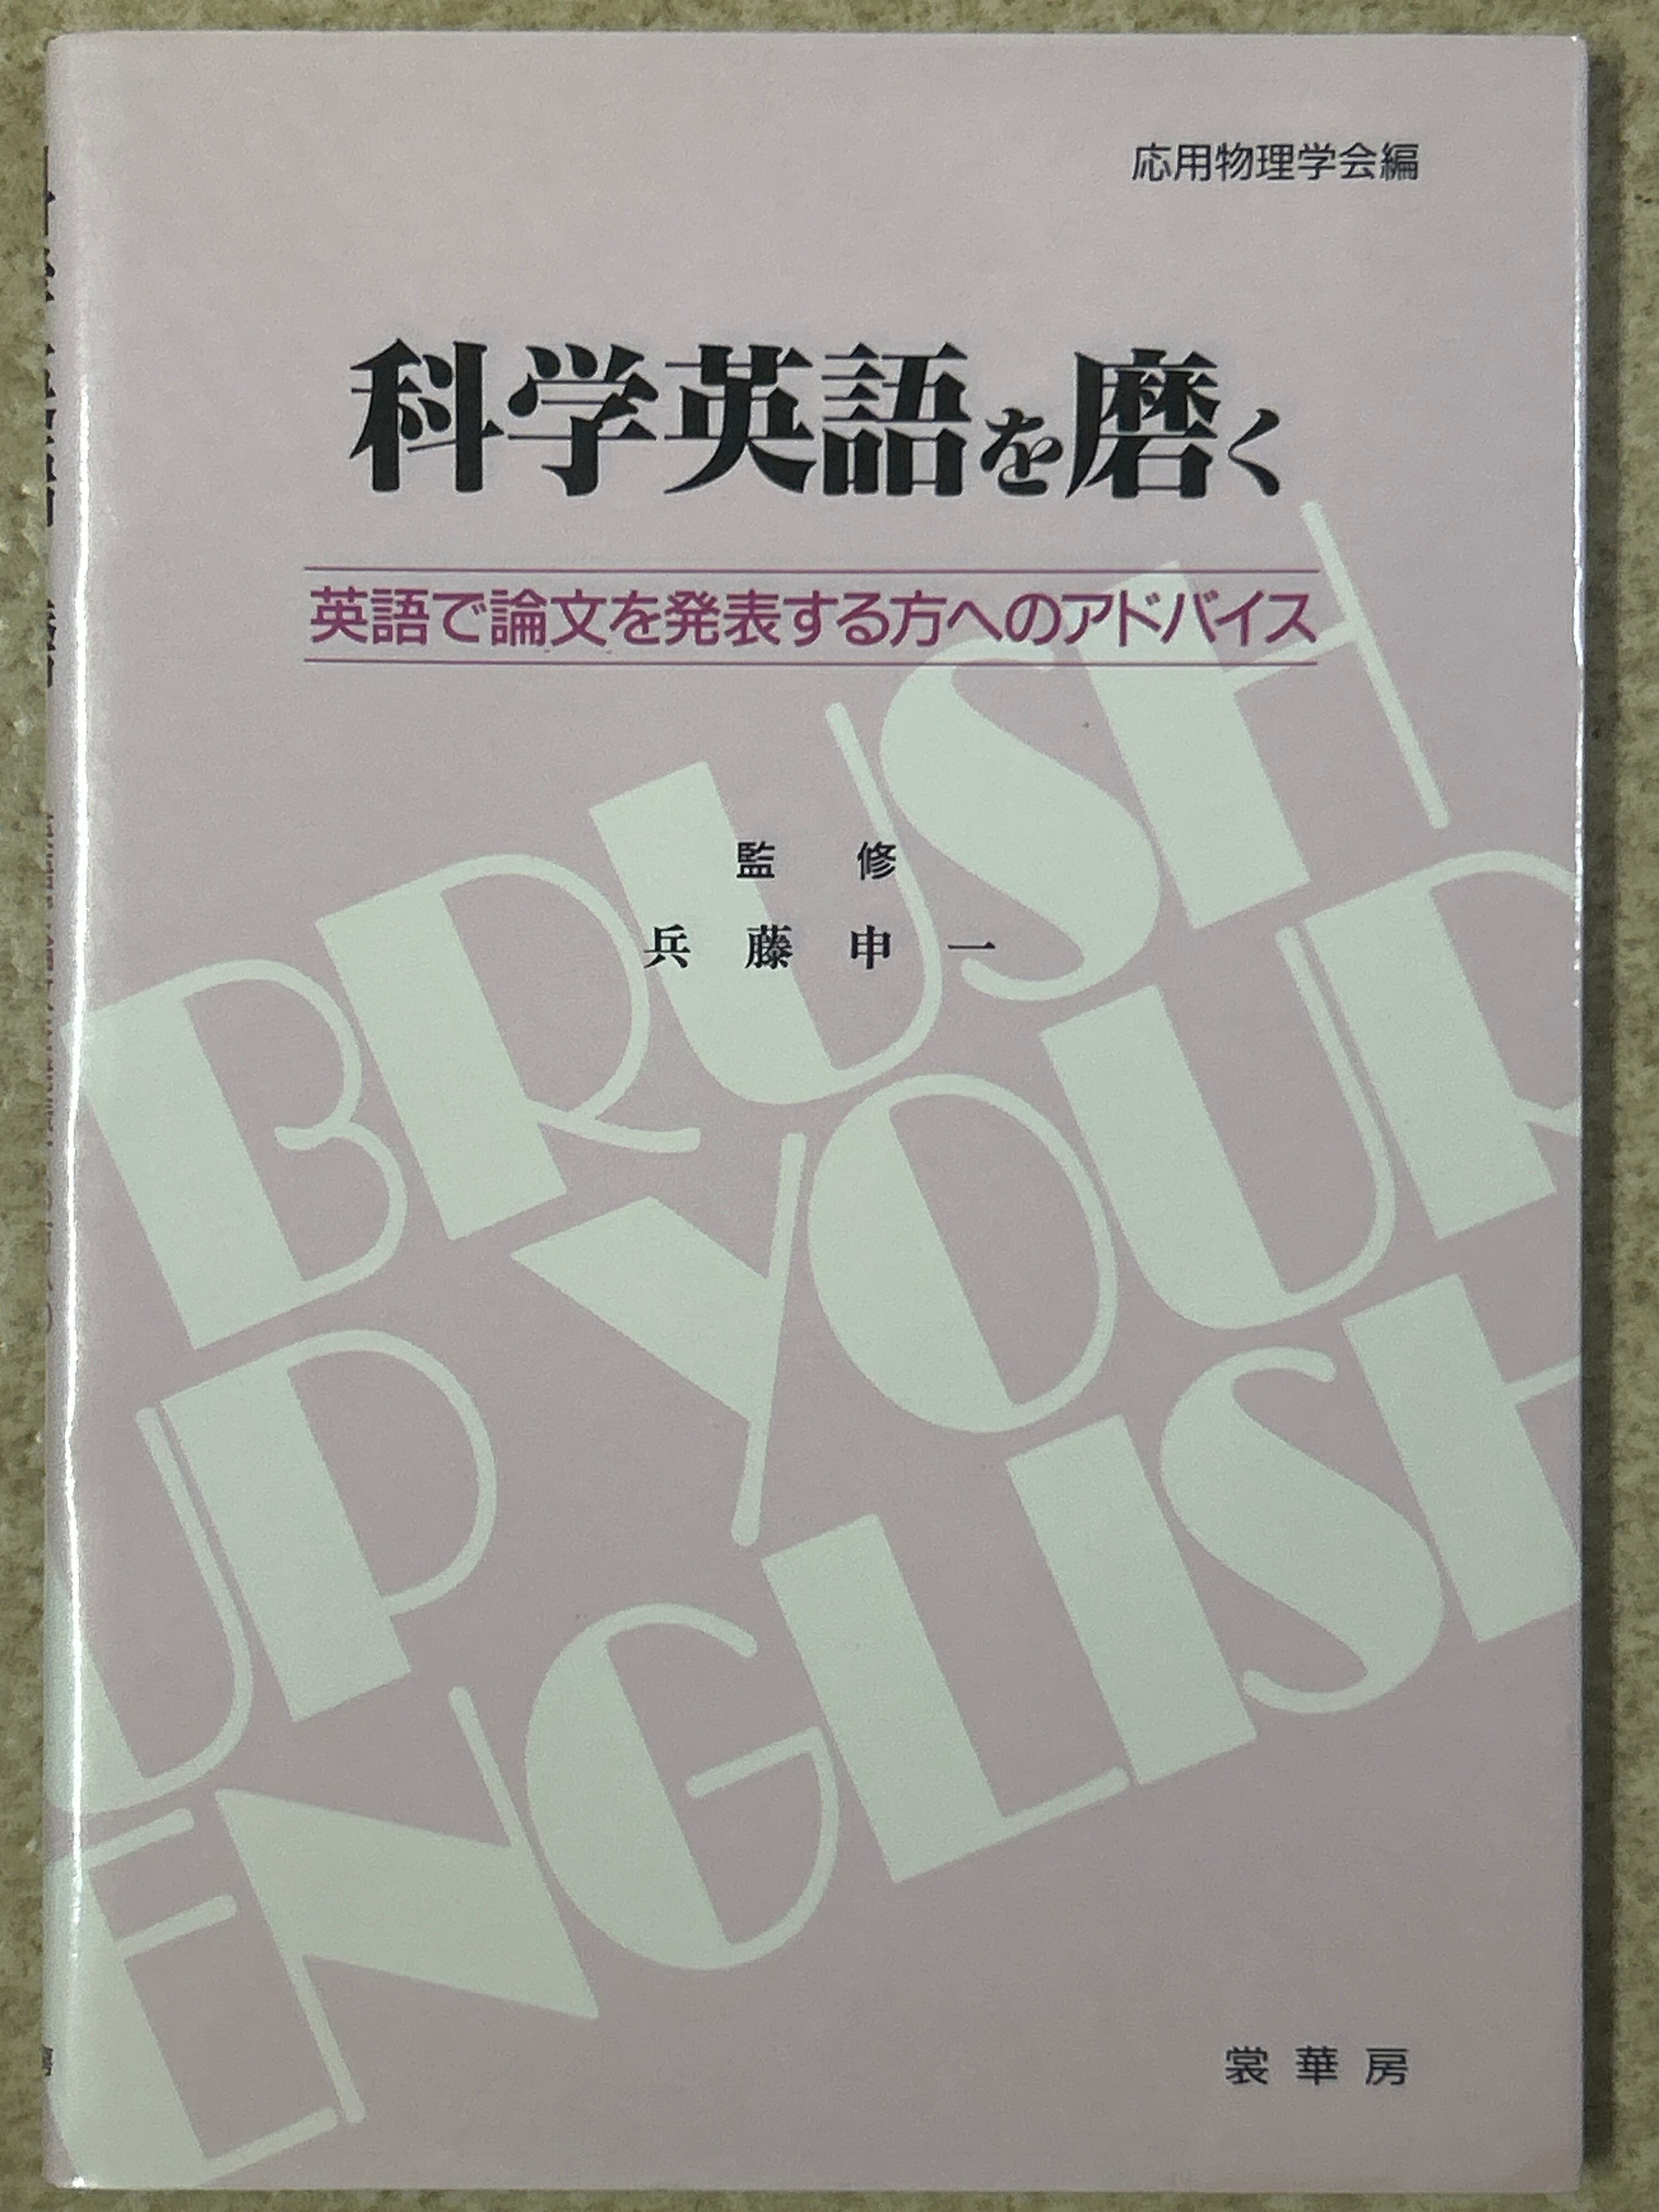 応用物理学会編
科学英語を磨く
英語で論文を発表する方へのアドバイス
監修
兵藤申一
BRUSH
UP YOUR
ENGLISH
裳華房